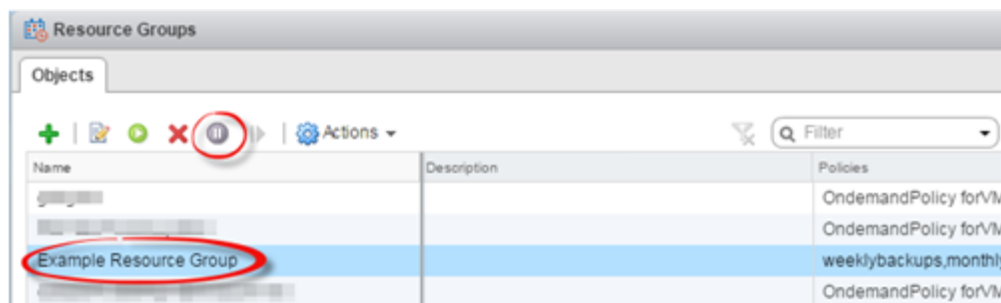 Resource Groups
Objects
Actions
Filter
Name Description Policies
OndemandPolicy forVM
OndemandPolicy forVM
Example Resource Group weeklybackups,monthly
OndemandPolicy forVM